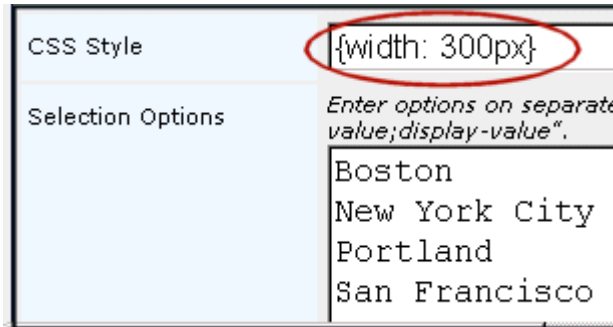 CSS Style
{width: 300px}
Selection Options
Enter options on separate
value;display-value".
Boston
New York City
Portland
San Francisco